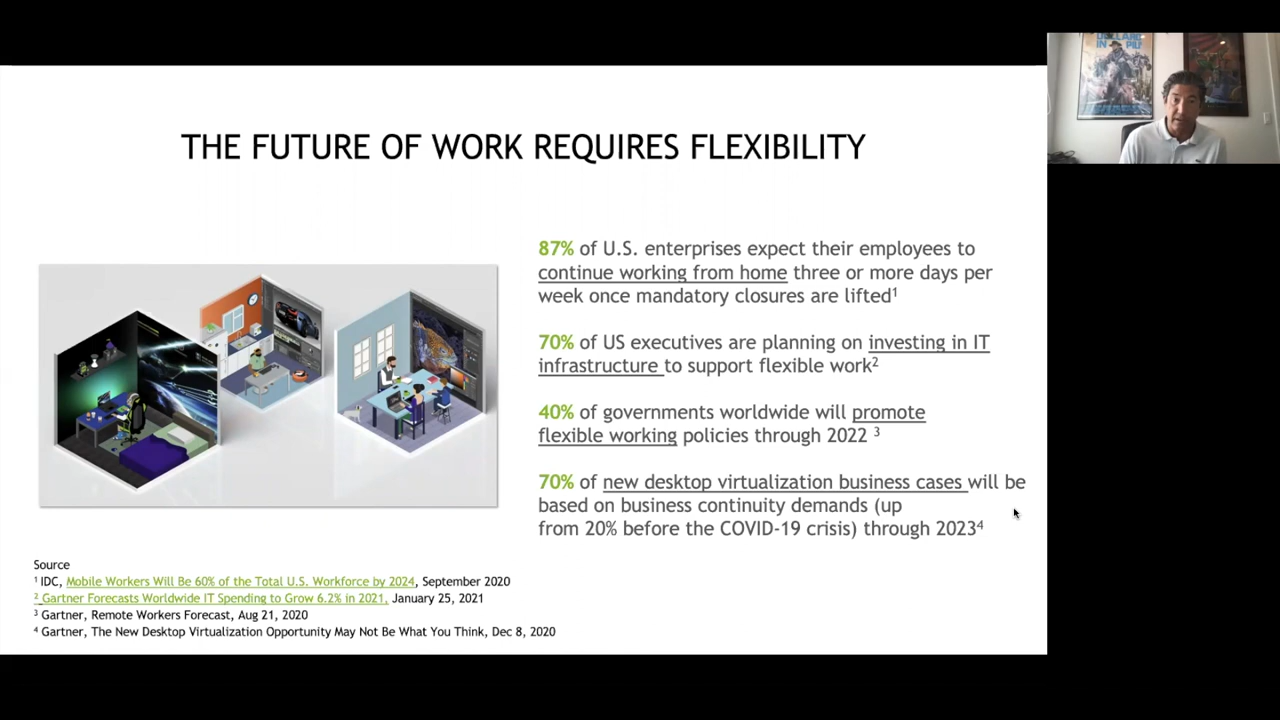 THE FUTURE OF WORK REQUIRES FLEXIBILITY
87% of U.S. enterprises expect their employees to
continue working from home three or more days per
week once mandatory closures are lifted1
70% of US executives are planning on investing in IT
infrastructure to support flexible work2
40% of governments worldwide will promote
flexible working policies through 2022 3
70% of new desktop virtualization business cases will be
based on business continuity demands (up
from 20% before the COVID-19 crisis) through 20234
Source
1 IDC, Mobile Workers Will Be 60% of the Total U.S. Workforce by 2024, September 2020
2 Gartner Forecasts Worldwide IT Spending to Grow 6.2% in 2021, January 25, 2021
3 Gartner, Remote Workers Forecast, Aug 21, 2020
4 Gartner, The New Desktop Virtualization Opportunity May Not Be What You Think, Dec 8, 2020